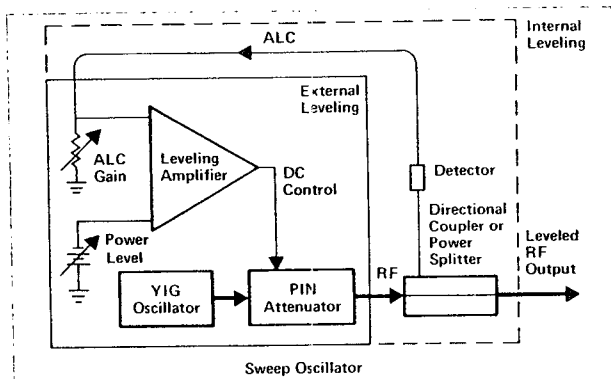 ALC
Internal
Leveling
External
Leveling
ALC
Gain
Leveling
Amplifier
DC
Control
Detector
Directional
Coupler or
Power
Splitter
Leveled
RF
Output
Power
Level
YIG
Oscillator
PIN
Attenuator
RF
Sweep Oscillator